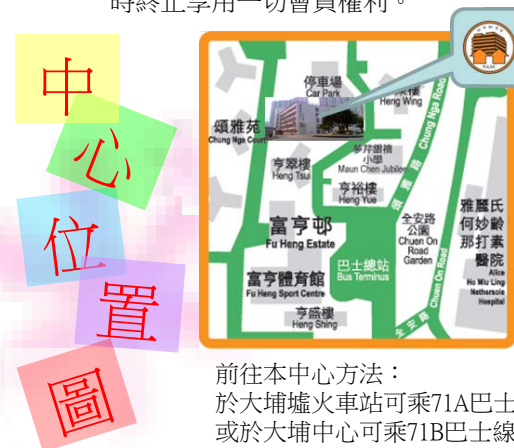 時終止享用一切會員權利。
中
心
位
置
圖
停車場
Car Park
Heng Wing
頌雅苑
Chung Nga Court
頌雅路
Chung Nga Road
小學
Maun Chen Jubilee
亨翠樓
Heng Tsui
亨裕樓
Heng Yue
富亨邨
Fu Heng Estate
全安路
公園
Chuen On
Road
Garden
雅麗氏
何妙齡
那打素
醫院
Alice
Ho Miu Ling
Nethersole
Hospital
巴士總站
Bus Terminus
富亨體育館
Fu Heng Sport Centre
全安路
Chuen On Road
亨盛樓
Heng Shing
前往本中心方法：
於大埔墟火車站可乘71A巴士
或於大埔中心可乘71B巴士線